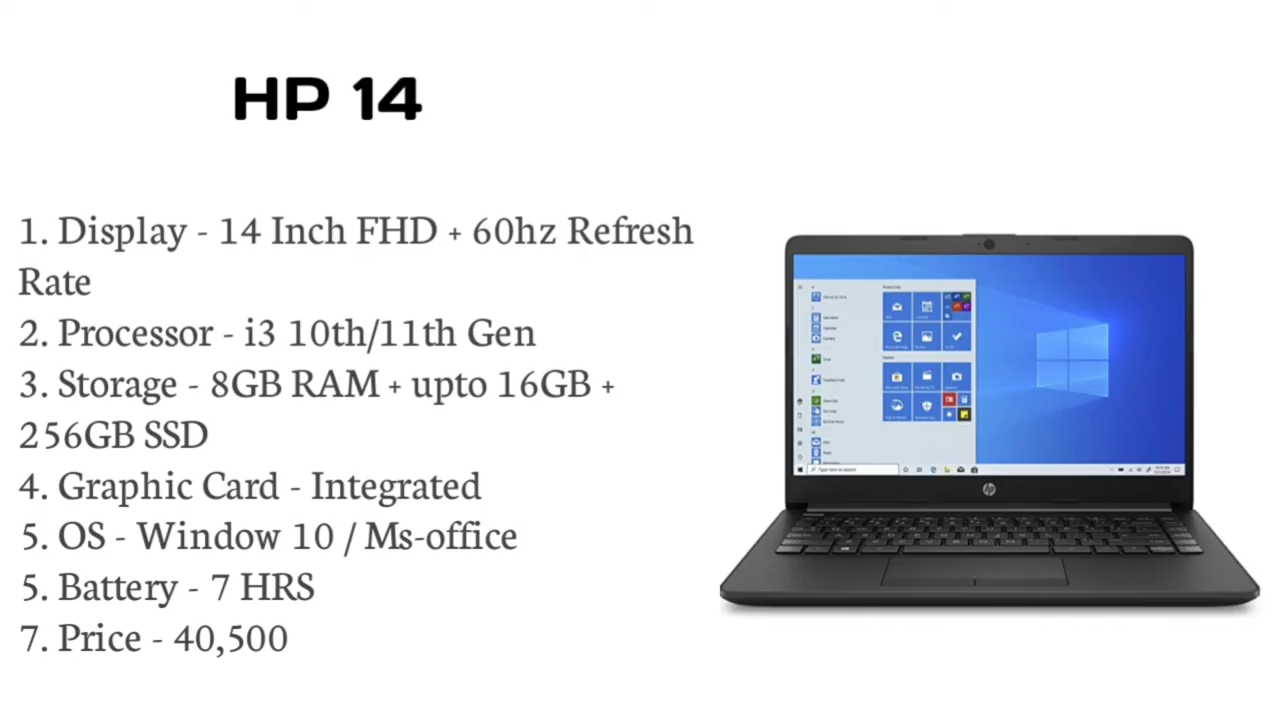 HP 14
1. Display - 14 Inch FHD + 60hz Refresh
Rate
2. Processor - i3 10th/11th Gen
3. Storage - 8GB RAM + upto 16GB +
256GB SSD
4. Graphic Card - Integrated
5. OS - Window 10 / Ms-office
5. Battery - 7 HRS
7. Price - 40,500
hp